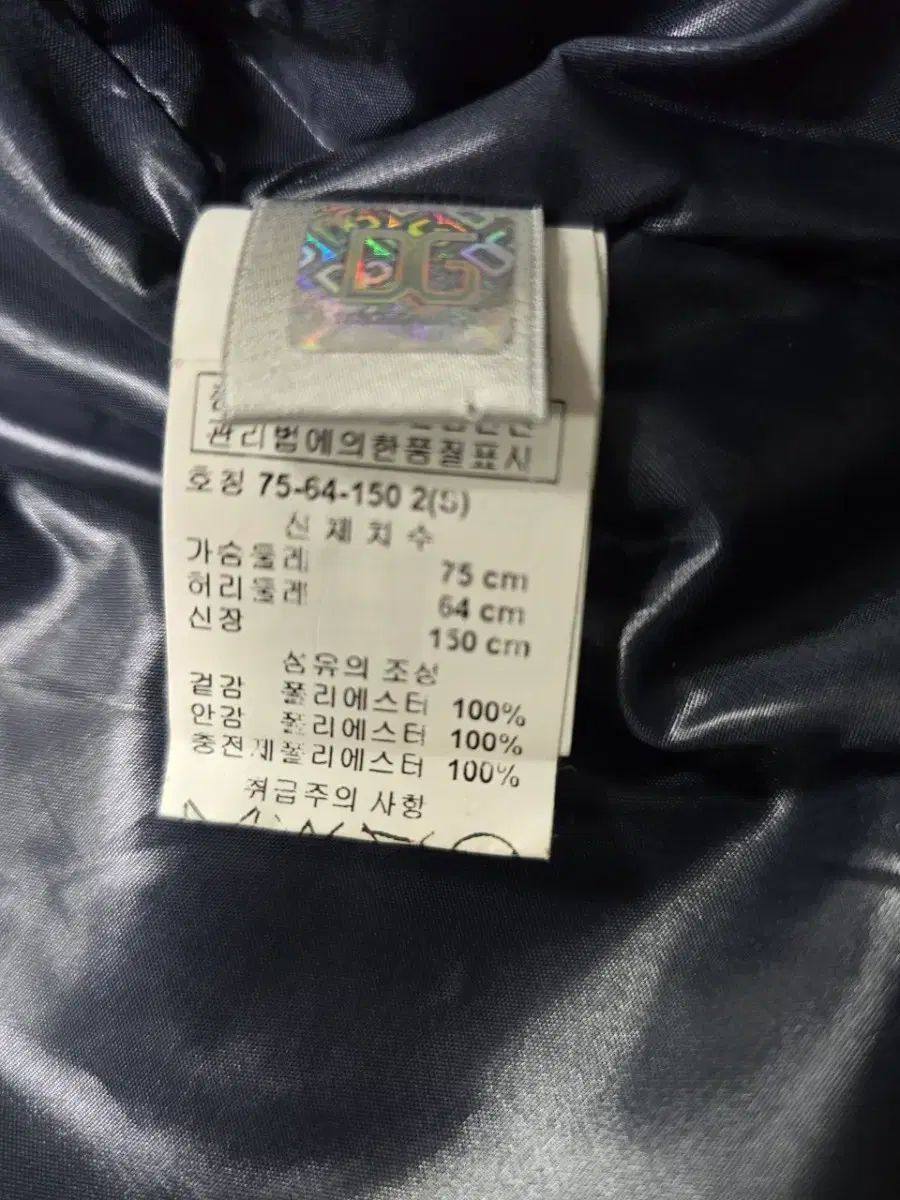 DG
관리법에의한품질표시
호칭 75-64-150 2(S)
신체치수
가슴둘레 75 cm
허리둘레 64 cm
신장 150 cm
섬유의 조성
겉감 폴리에스터 100%
안감 폴리에스터 100%
충전제폴리에스터 100%
취급주의 사항